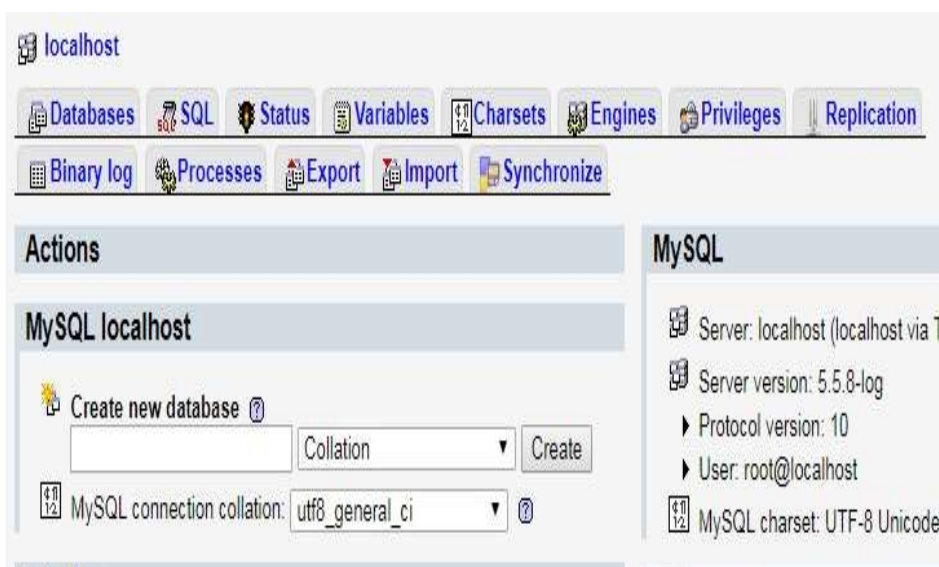 localhost
Databases SQL Status Variables Charsets Engines Privileges Replication
Binary log Processes Export Import Synchronize
Actions
MySQL localhost
Create new database
Collation Create
MySQL connection collation: utf8_general_ci
MySQL
Server: localhost (localhost via T
Server version: 5.5.8-log
Protocol version: 10
User: root@localhost
MySQL charset: UTF-8 Unicode